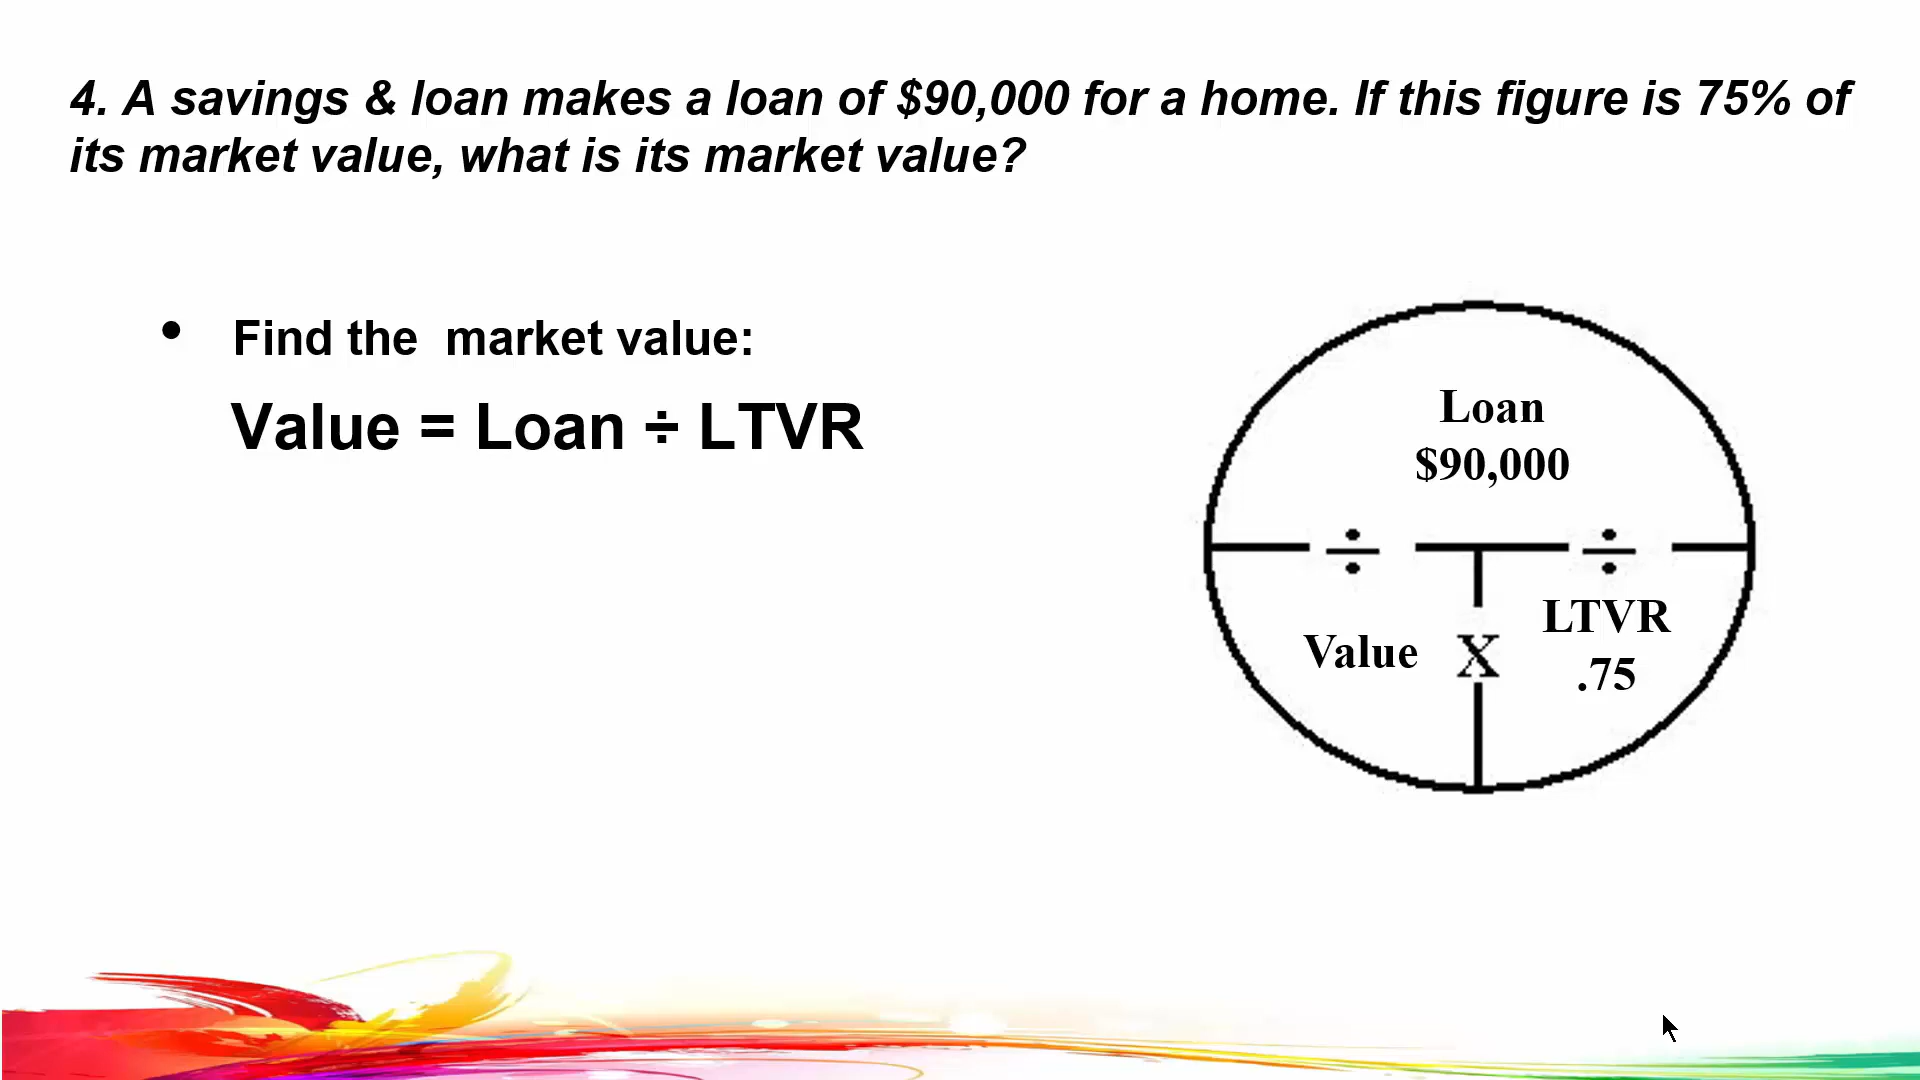 4. A savings & loan makes a loan of $90,000 for a home. If this figure is 75% of
its market value, what is its market value?
• Find the market value:
Value = Loan ÷ LTVR
Loan
$90,000
÷ ÷
Value X LTVR
.75